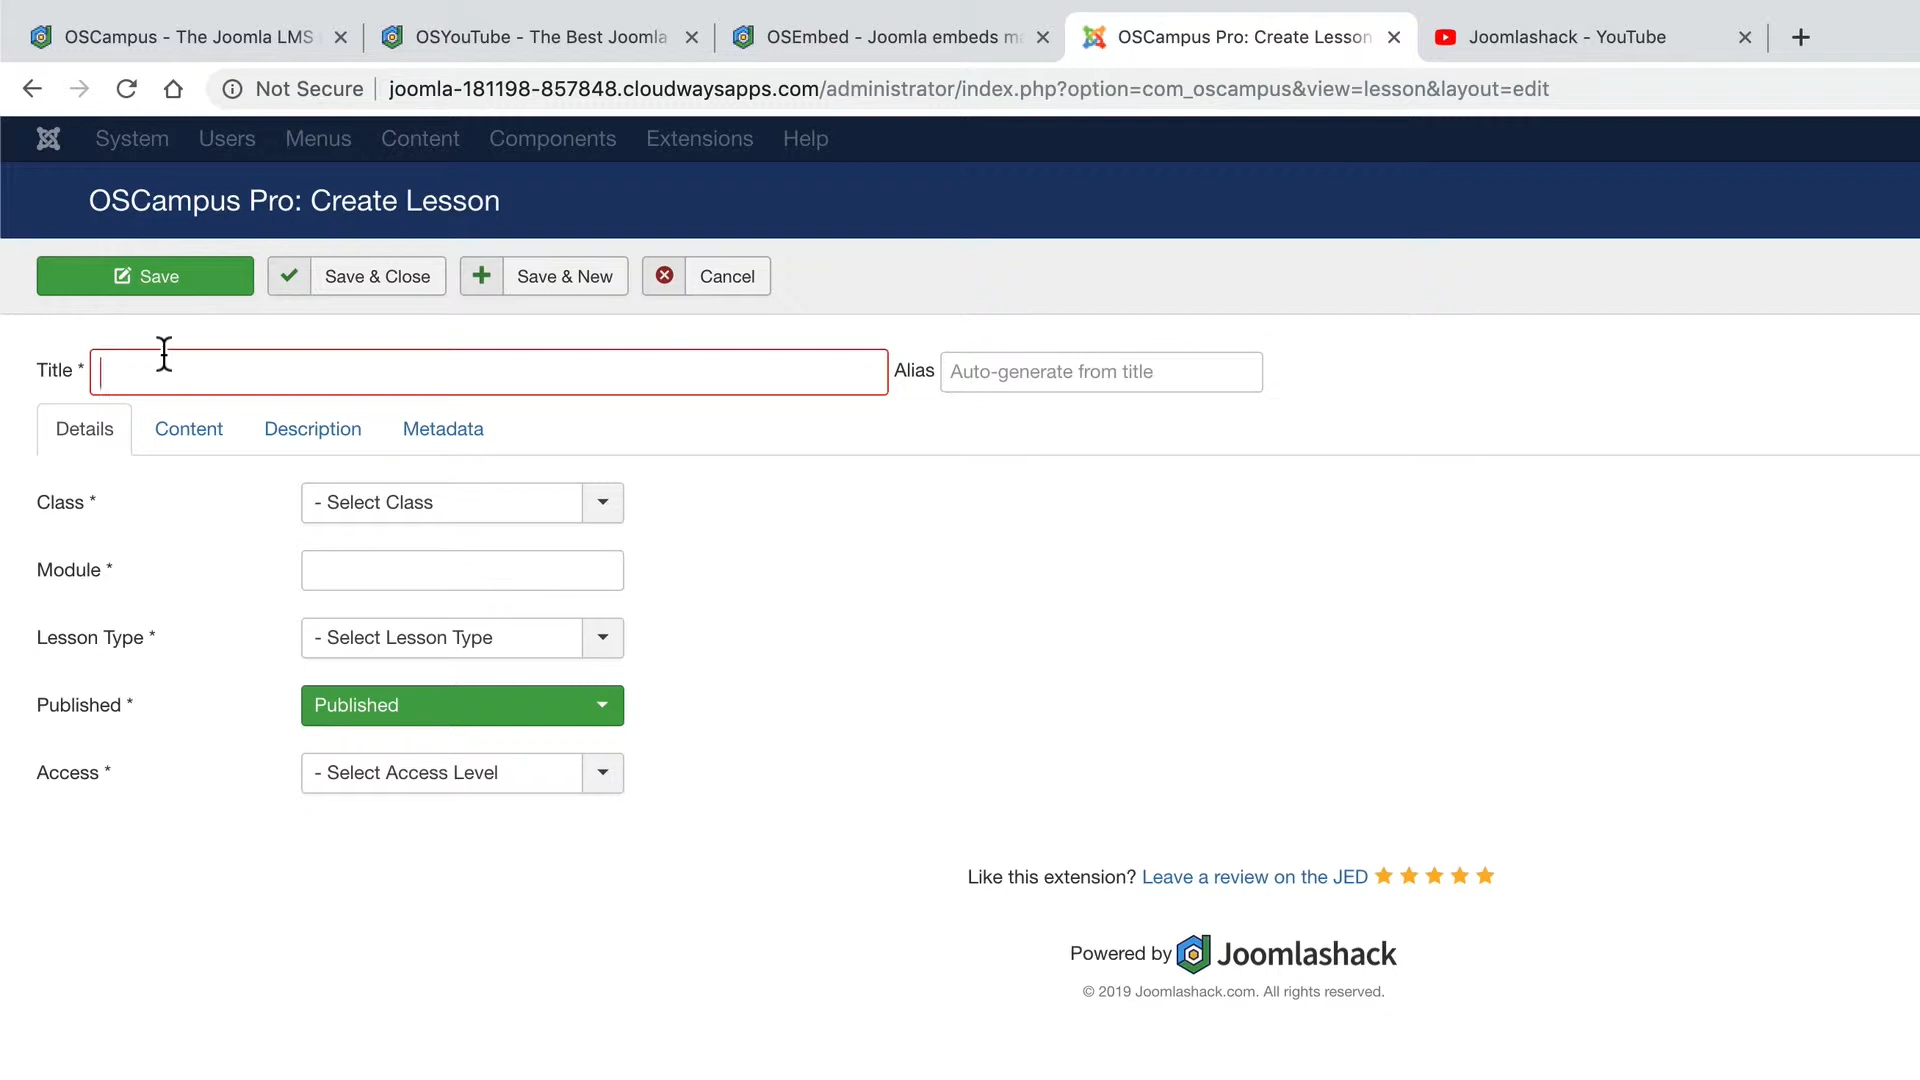 OSCampus - The Joomla LMS
OSYouTube - The Best Joomla
OSEmbed - Joomla embeds m
OSCampus Pro: Create Lesson
Joomlashack - YouTube
Not Secure
joomla-181198-857848.cloudwaysapps.com/administrator/index.php?option=com_oscampus&view=lesson&layout=edit
System Users Menus Content Components Extensions Help
OSCampus Pro: Create Lesson
Save Save & Close Save & New Cancel
Title * Alias Auto-generate from title
Details Content Description Metadata
Class * - Select Class
Module *
Lesson Type * - Select Lesson Type
Published * Published
Access * - Select Access Level
Like this extension? Leave a review on the JED
Powered by Joomlashack
© 2019 Joomlashack.com. All rights reserved.